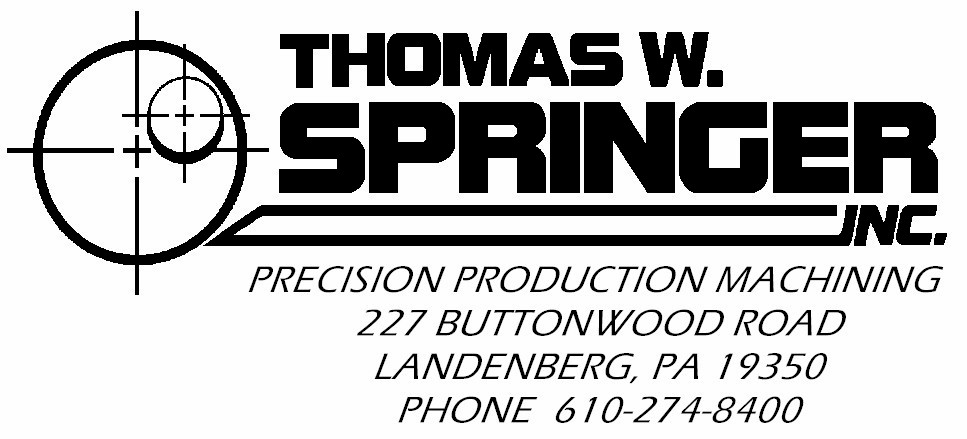 THOMAS W.
SPRINGER
INC.
PRECISION PRODUCTION MACHINING
227 BUTTONWOOD ROAD
LANDENBERG, PA 19350
PHONE 610-274-8400